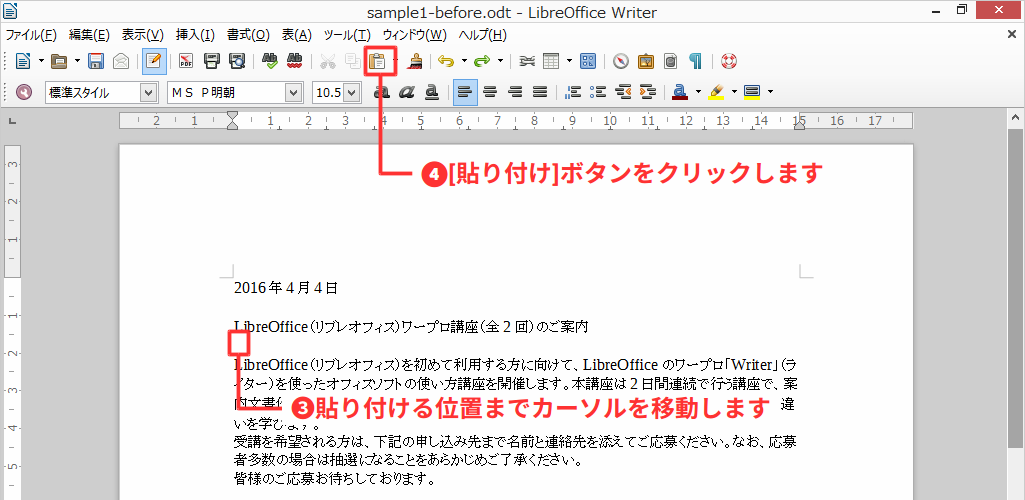 sample1-before.odt - LibreOffice Writer
ファイル(F) 編集(E) 表示(V) 挿入(I) 書式(O) 表(A) ツール(T) ウィンドウ(W) ヘルプ(H)
標準スタイル ＭＳ Ｐ明朝 10.5
2 1 1 2 3 4 5 6 7 8 9 10 11 12 13 14 15 16 17
❹[貼り付け]ボタンをクリックします
3
2
1
1
2
3
4
5
2016 年 4 月 4 日
LibreOffice（リブレオフィス）ワープロ講座（全 2 回）のご案内
LibreOffice（リブレオフィス）を初めて利用する方に向けて、LibreOffice のワープロ「Writer」（ラ
イター）を使ったオフィスソフトの使い方講座を開催します。本講座は 2 日間連続で行う講座で、案
内文書 違
❸貼り付ける位置までカーソルを移動します
いを学びます。
受講を希望される方は、下記の申し込み先まで名前と連絡先を添えてご応募ください。なお、応募
者多数の場合は抽選になることをあらかじめご了承ください。
皆様のご応募お待ちしております。